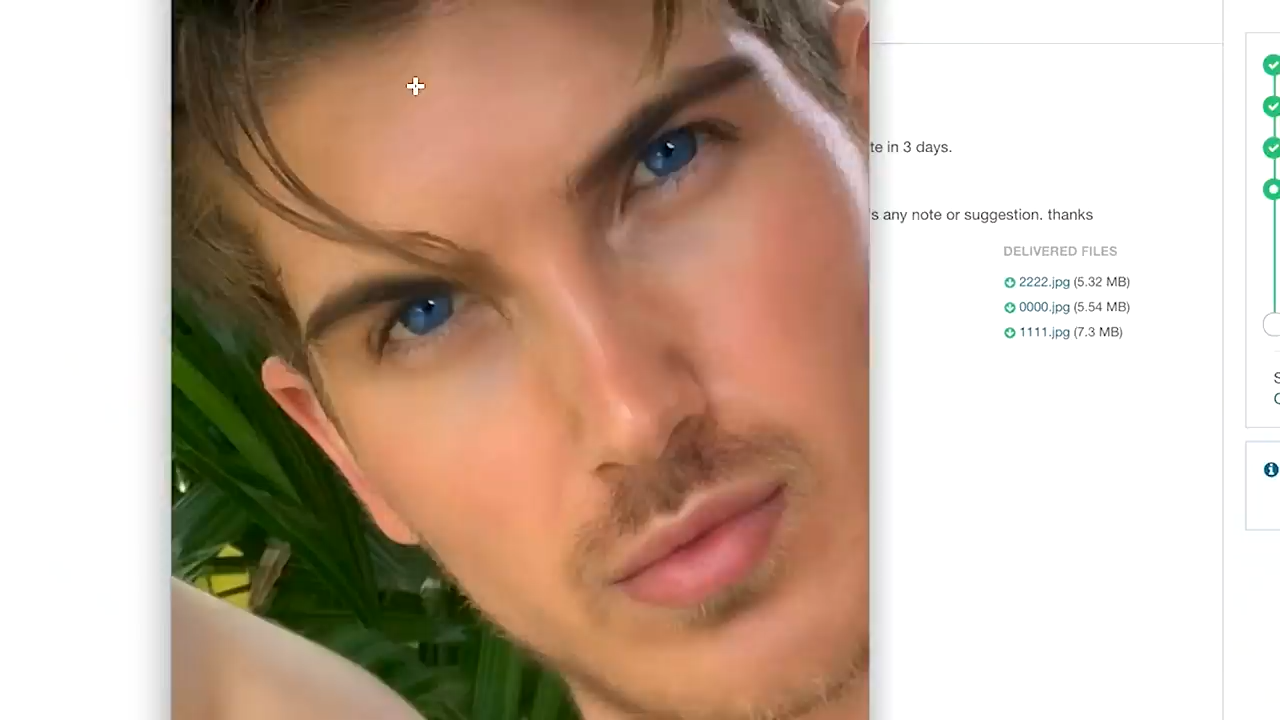 te in 3 days.
's any note or suggestion. thanks
DELIVERED FILES
2222.jpg (5.32 MB)
0000.jpg (5.54 MB)
1111.jpg (7.3 MB)